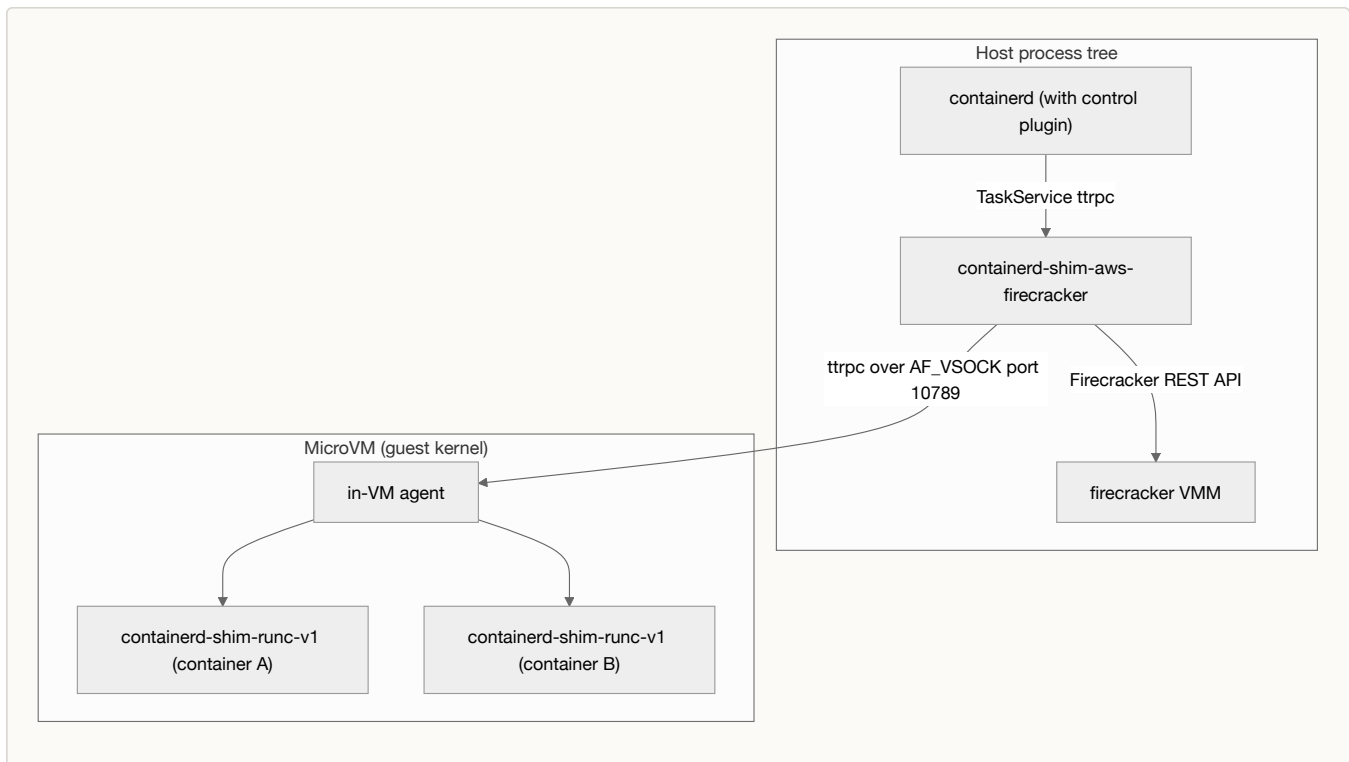 Host process tree
containerd (with control
plugin)
TaskService ttrpc
containerd-shim-aws-
firecracker
ttrpc over AF_VSOCK port
10789
Firecracker REST API
firecracker VMM
MicroVM (guest kernel)
in-VM agent
containerd-shim-runc-v1
(container A)
containerd-shim-runc-v1
(container B)